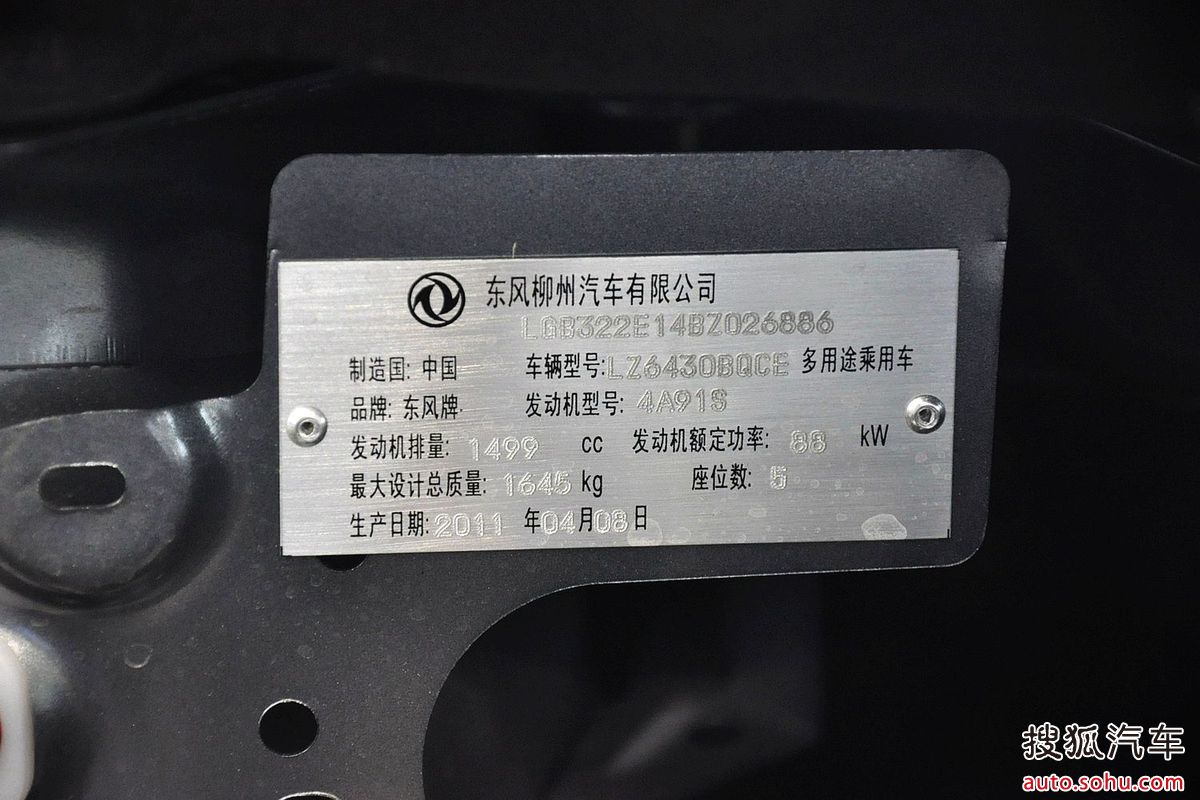 东风柳州汽车有限公司
LGB322E14BZ026886
制造国: 中国 车辆型号: LZ6430BQCE 多用途乘用车
品牌: 东风牌 发动机型号: 4A91S
发动机排量: 1499 cc 发动机额定功率: 88 kW
最大设计总质量: 1645 kg 座位数: 5
生产日期: 2011 年04月08日
搜狐汽车
auto.sohu.com